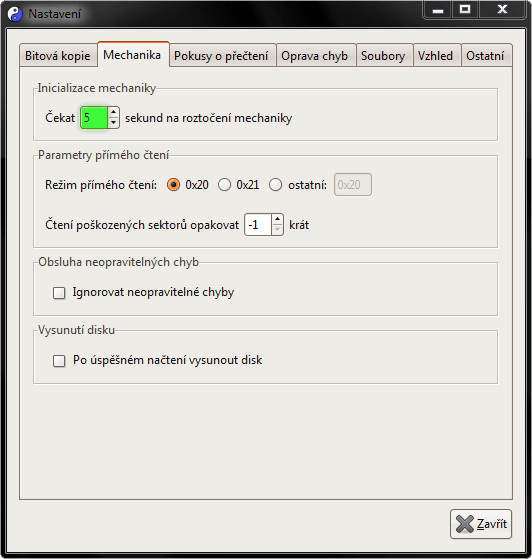 Nastavení
Bitová kopie Mechanika Pokusy o přečtení Oprava chyb Soubory Vzhled Ostatní
Inicializace mechaniky
Čekat 5 sekund na roztočení mechaniky
Parametry přímého čtení
Režim přímého čtení: 0x20 0x21 ostatní: 0x20
Čtení poškozených sektorů opakovat -1 krát
Obsluha neopravitelných chyb
Ignorovat neopravitelné chyby
Vysunutí disku
Po úspěšném načtení vysunout disk
Zavřít